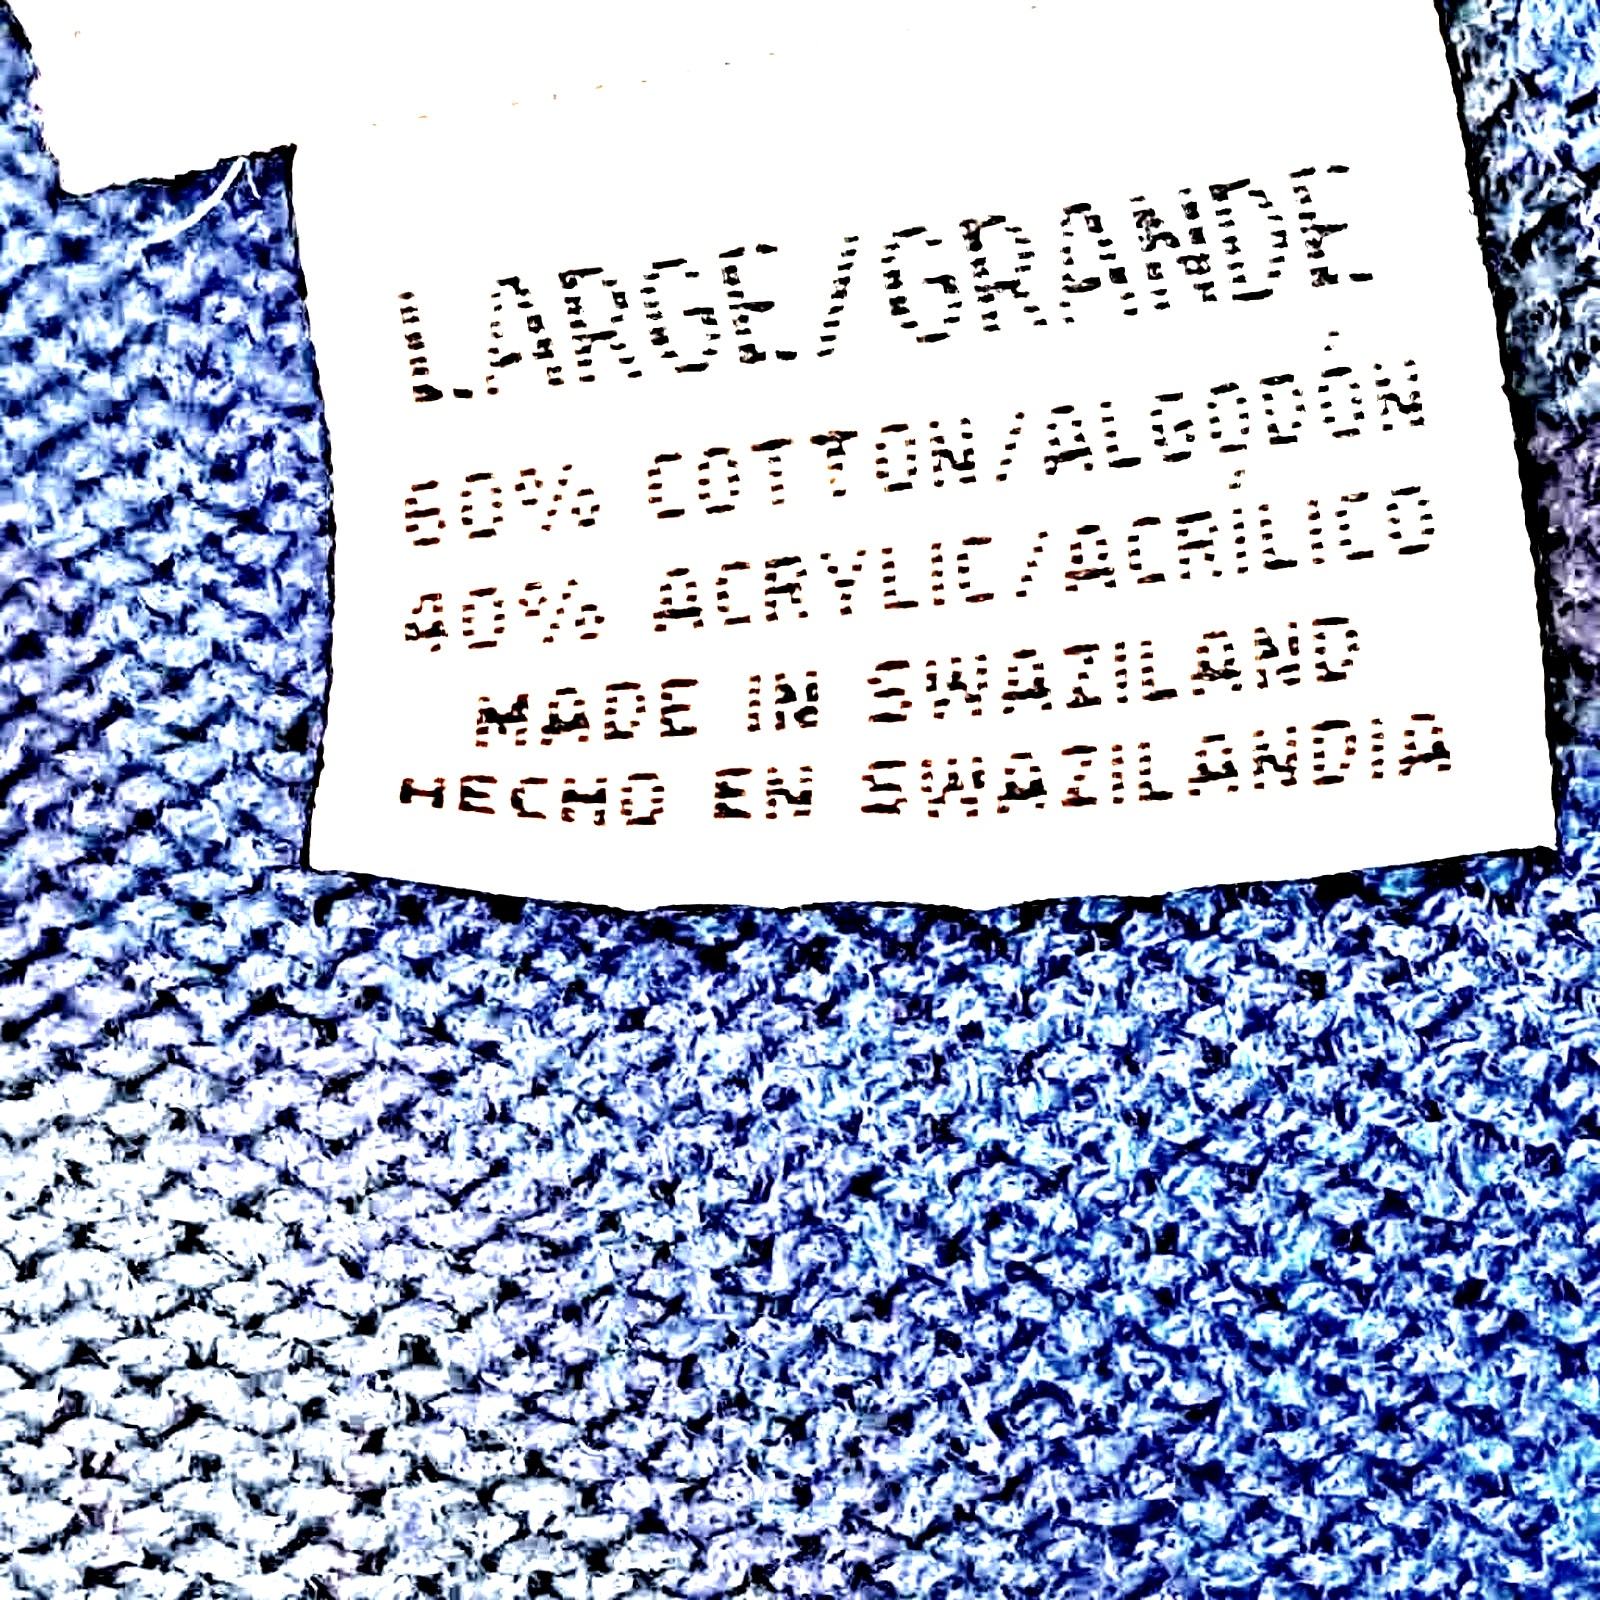 LARGE/GRANDE
60% COTTON/ALGODÓN
40% ACRYLIC/ACRÍLICO
MADE IN SWAZILAND
HECHO EN SWAZILANDIA